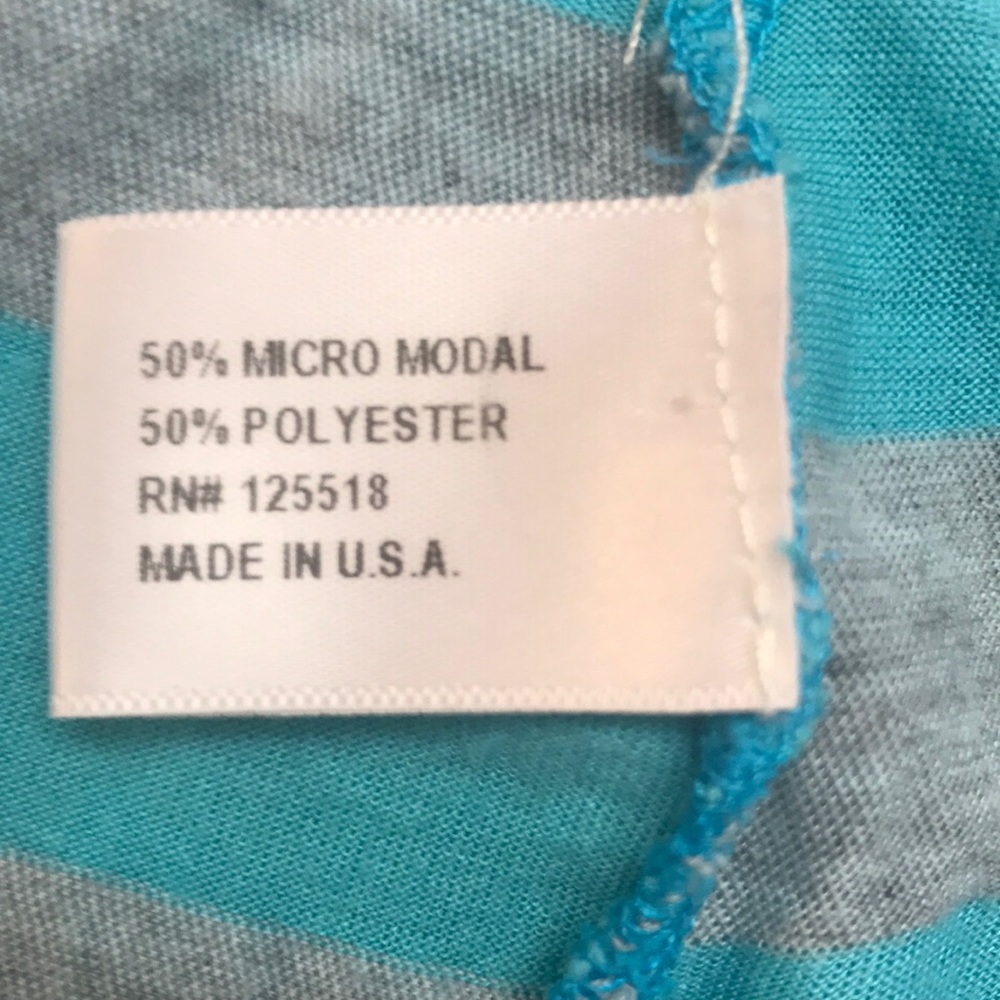 50% MICRO MODAL
50% POLYESTER
RN# 125518
MADE IN U.S.A.